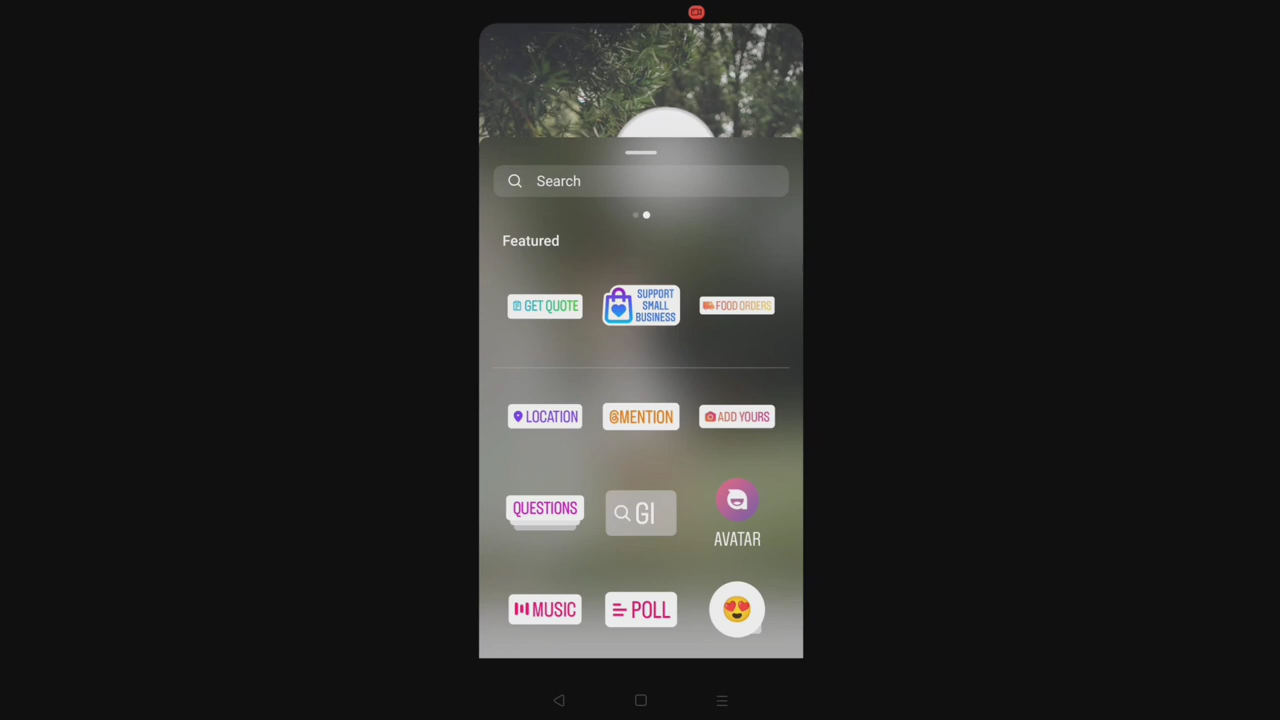 Search
Featured
GET QUOTE
SUPPORT
SMALL
BUSINESS
FOOD ORDERS
LOCATION
@MENTION
ADD YOURS
QUESTIONS
GI
AVATAR
MUSIC
POLL